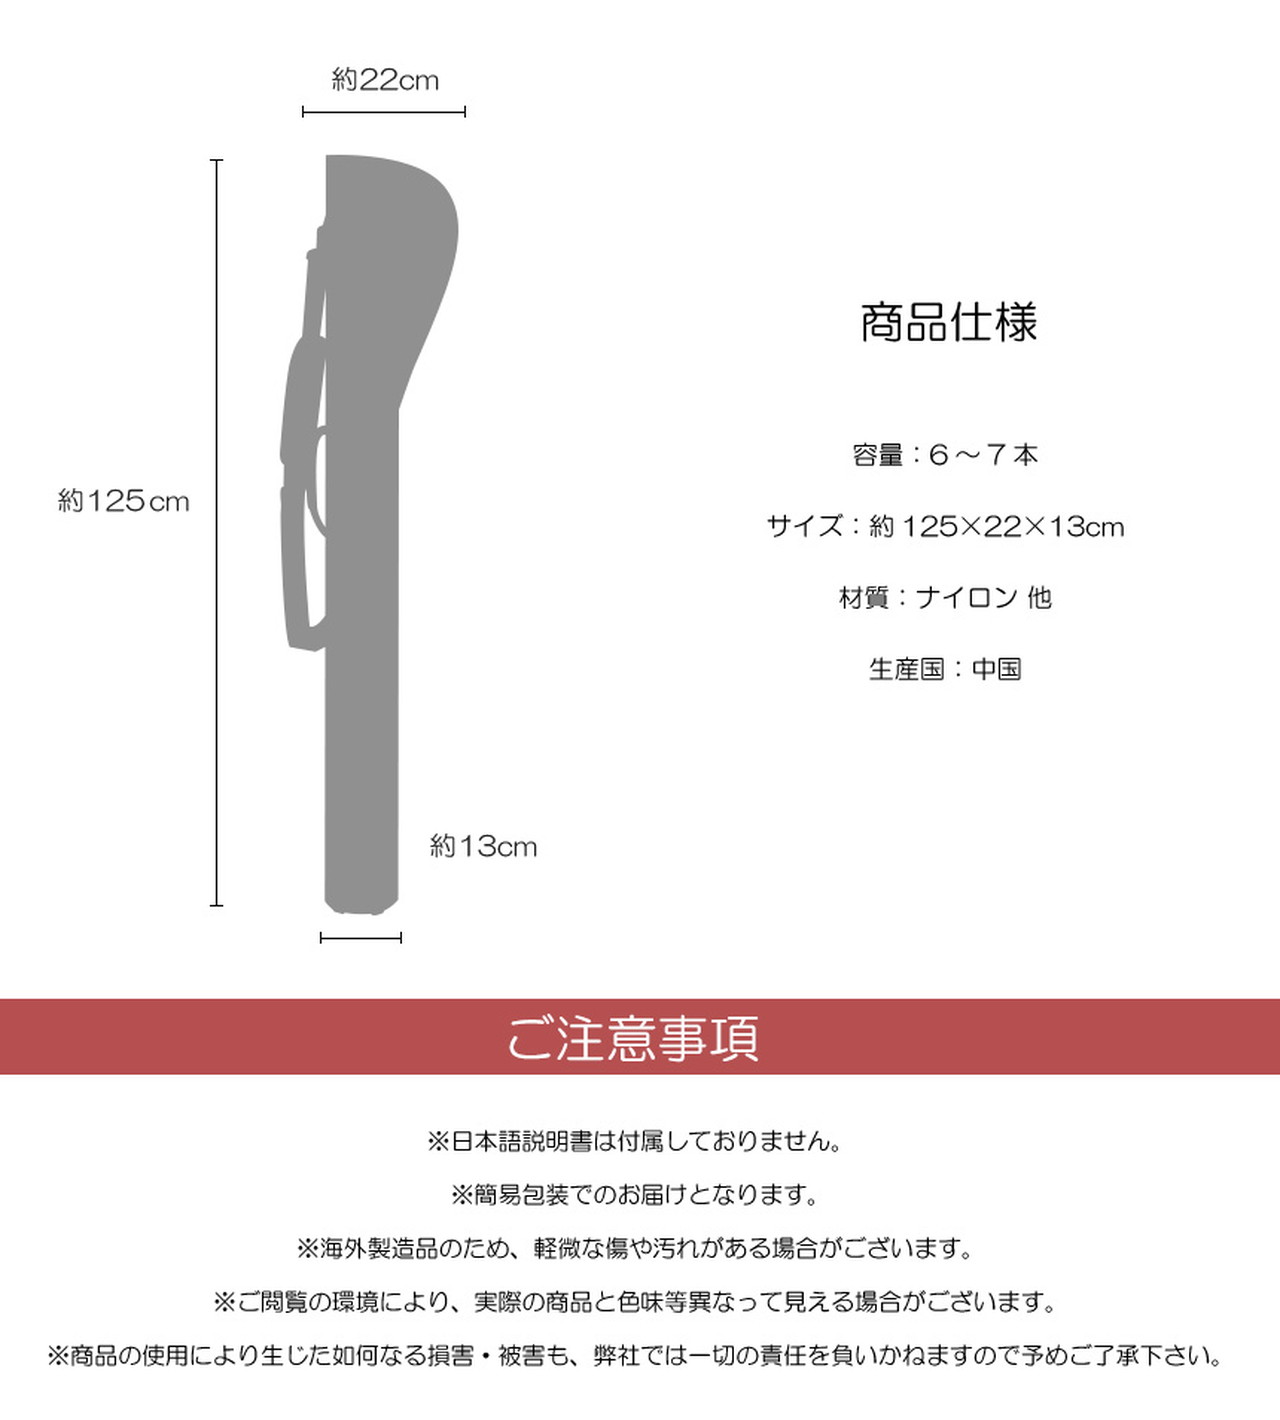 約22cm
約125cm
約13cm
商品仕様
容量：6～7本
サイズ：約125×22×13cm
材質：ナイロン 他
生産国：中国
ご注意事項
※日本語説明書は付属しておりません。
※簡易包装でのお届けとなります。
※海外製造品のため、軽微な傷や汚れがある場合がございます。
※ご閲覧の環境により、実際の商品と色味等異なって見える場合がございます。
※商品の使用により生じた如何なる損害・被害も、弊社では一切の責任を負いかねますので予めご了承下さい。